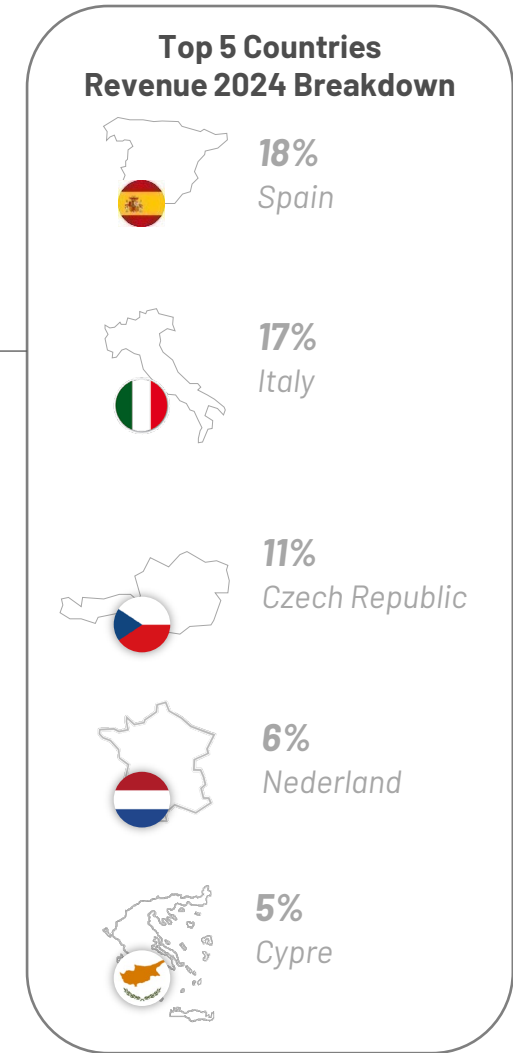 Top 5 Countries
Revenue 2024 Breakdown
18%
Spain
17%
Italy
11%
Czech Republic
6%
Nederland
5%
Cypre